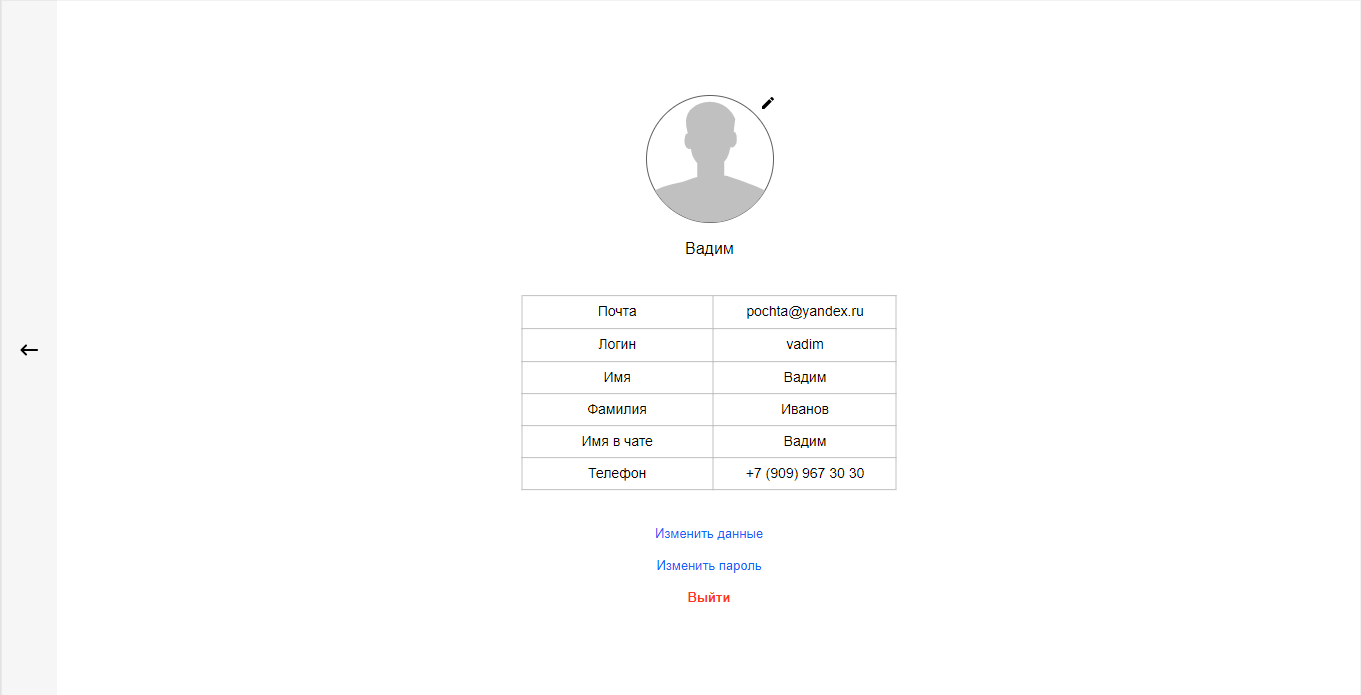 Вадим
Почта pochta@yandex.ru
Логин vadim
Имя Вадим
Фамилия Иванов
Имя в чате Вадим
Телефон +7 (909) 967 30 30
Изменить данные
Изменить пароль
Выйти